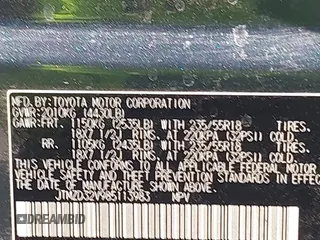 MFD. BY: TOYOTA MOTOR CORPORATION
GVWR: 2010KG (4430LB)
GAWR: FRT. 1150KG (2535LB) WITH 235/55R18 TIRES.
18X7 1/2J RIMS, AT 220KPA (32PSI) COLD.
RR. 1105KG (2435LB) WITH 235/55R18 TIRES.
18X7 1/2J RIMS, AT 220KPA (32PSI) COLD.
THIS VEHICLE CONFORMS TO ALL APPLICABLE FEDERAL MOTOR
VEHICLE SAFETY AND THEFT PREVENTION STANDARDS IN EFFE
ON THE DATE OF MANUFACTURE SHOWN ABOVE.
JTMZD32V985113983 MPV
DREAMBID